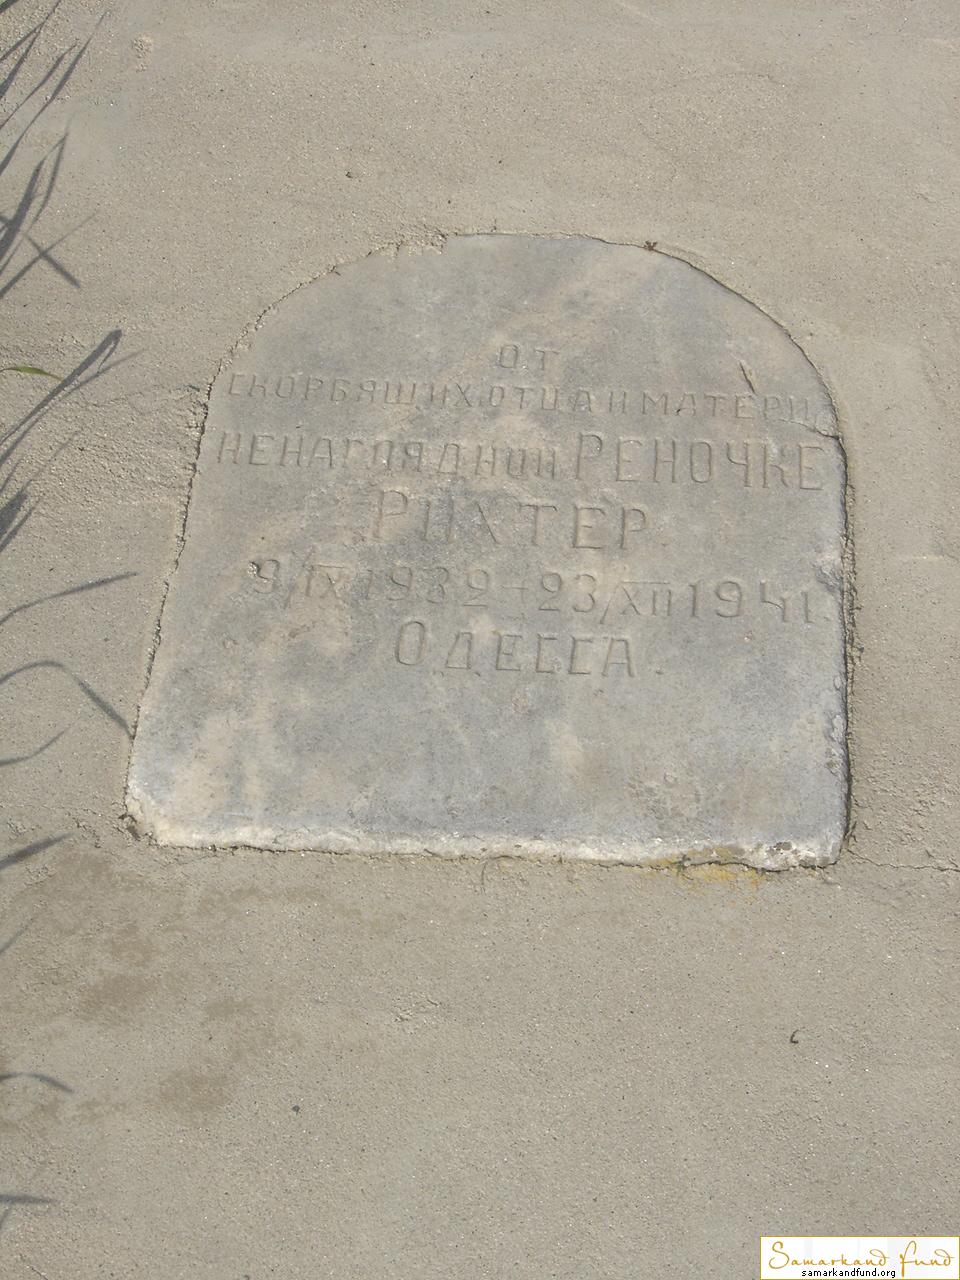 ОТ
СКОРБЯЩИХ ОТЦА И МАТЕРИ
НЕНАГЛЯДНОЙ РЕНОЧКЕ
РИХТЕР
9/IX 1932-23/XII 1941.
ОДЕССА.
Samarkand fund
samarkandfund.org